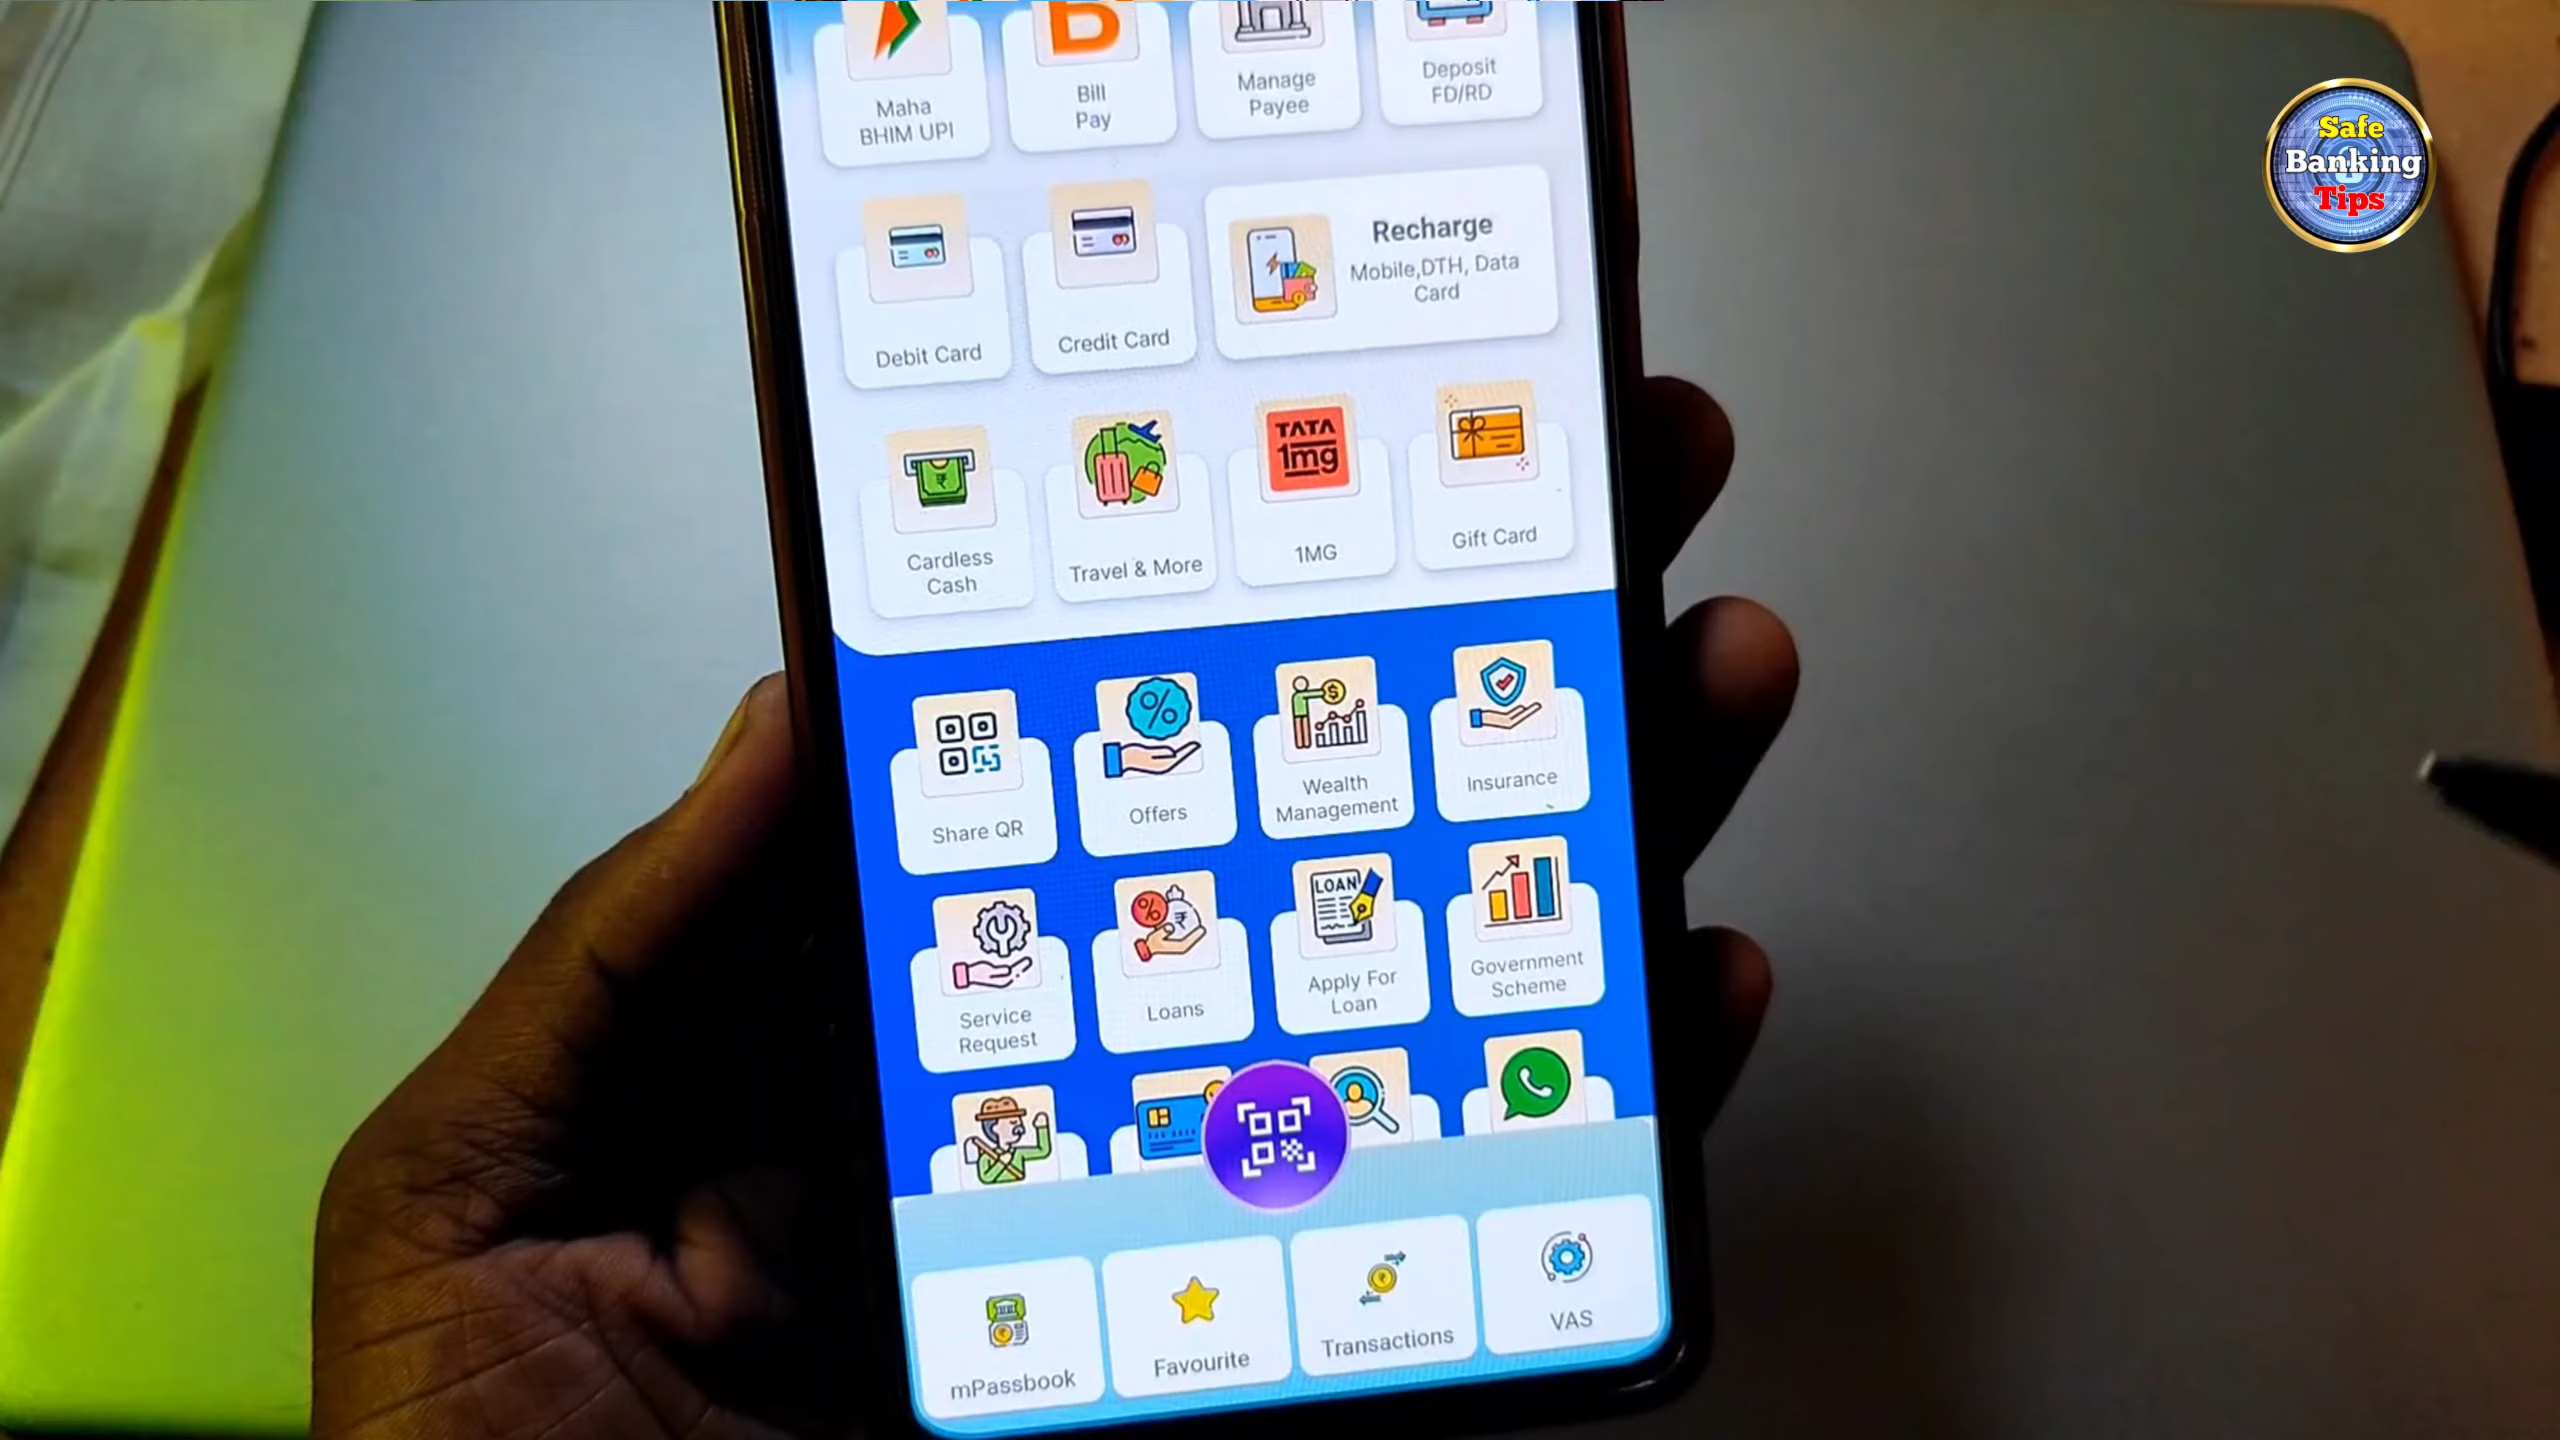 Maha
BHIM UPI
Bill
Pay
Manage
Payee
Deposit
FD/RD
Safe
Banking
Tips
Debit Card
Credit Card
Recharge
Mobile,DTH, Data
Card
Cardless
Cash
Travel & More
TATA
1mg
1MG
Gift Card
Share QR
Offers
Wealth
Management
Insurance
Service
Request
Loans
LOAN
Apply For
Loan
Government
Scheme
mPassbook
Favourite
Transactions
VAS